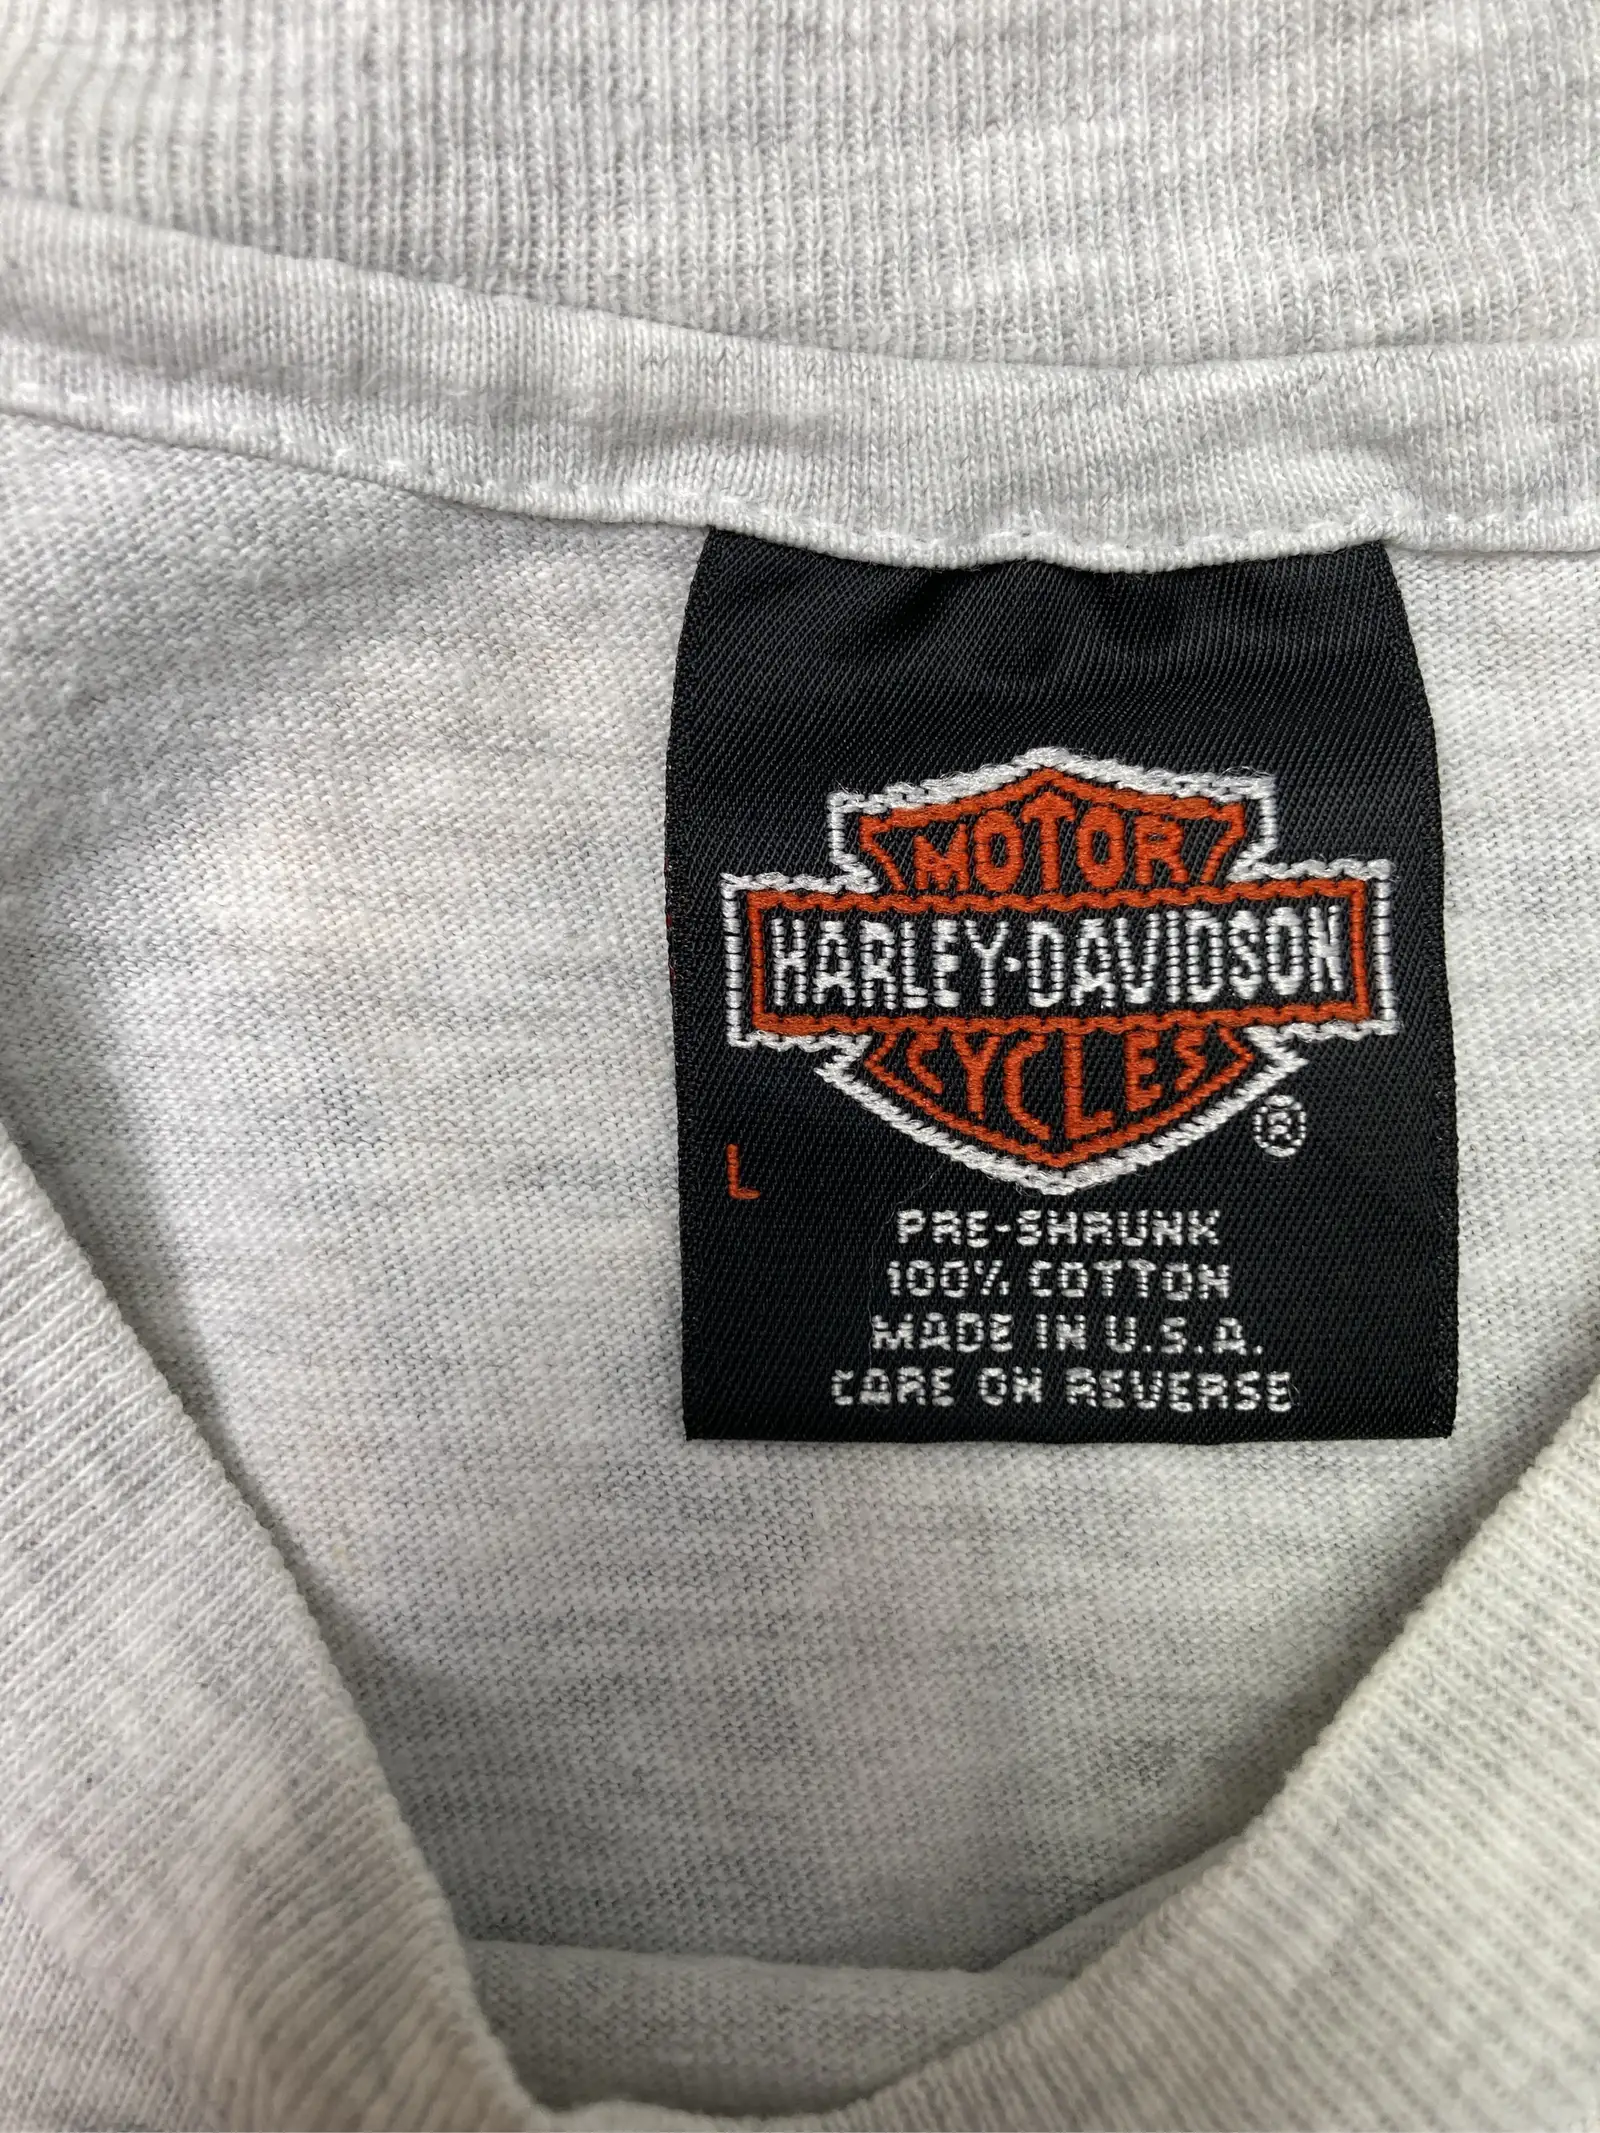 MOTOR
HARLEY-DAVIDSON
CYCLES
®
L
PRE-SHRUNK
100% COTTON
MADE IN U.S.A.
CARE ON REVERSE